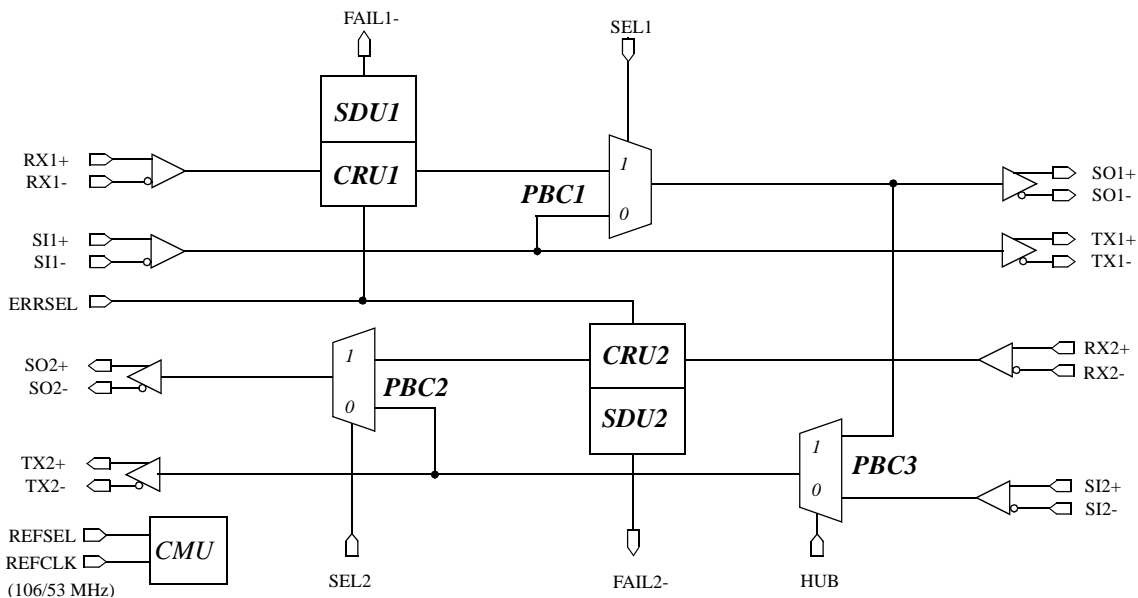 FAIL1-
SEL1
SDU1
RX1+
RX1-
CRU1
1
PBC1
0
SO1+
SO1-
SI1+
SI1-
TX1+
TX1-
ERRSEL
SO2+
SO2-
1
PBC2
0
CRU2
SDU2
RX2+
RX2-
TX2+
TX2-
1
PBC3
0
SI2+
SI2-
REFSEL
REFCLK
(106/53 MHz)
CMU
SEL2
FAIL2-
HUB